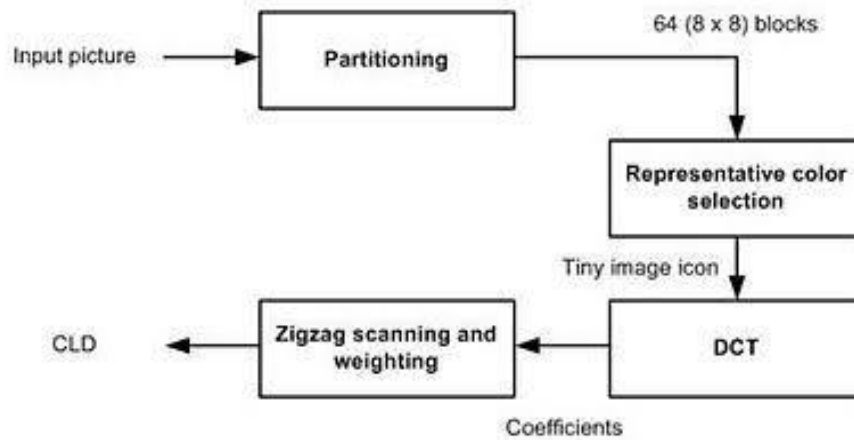 64 (8 x 8) blocks
Input picture
Partitioning
Representative color
selection
Tiny image icon
DCT
Zigzag scanning and
weighting
CLD
Coefficients